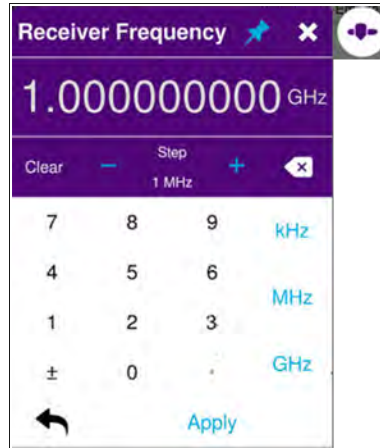 Receiver Frequency
1.000000000 GHz
Step
Clear − +
1 MHz
7 8 9
kHz
4 5 6
MHz
1 2 3
± 0 .
GHz
Apply